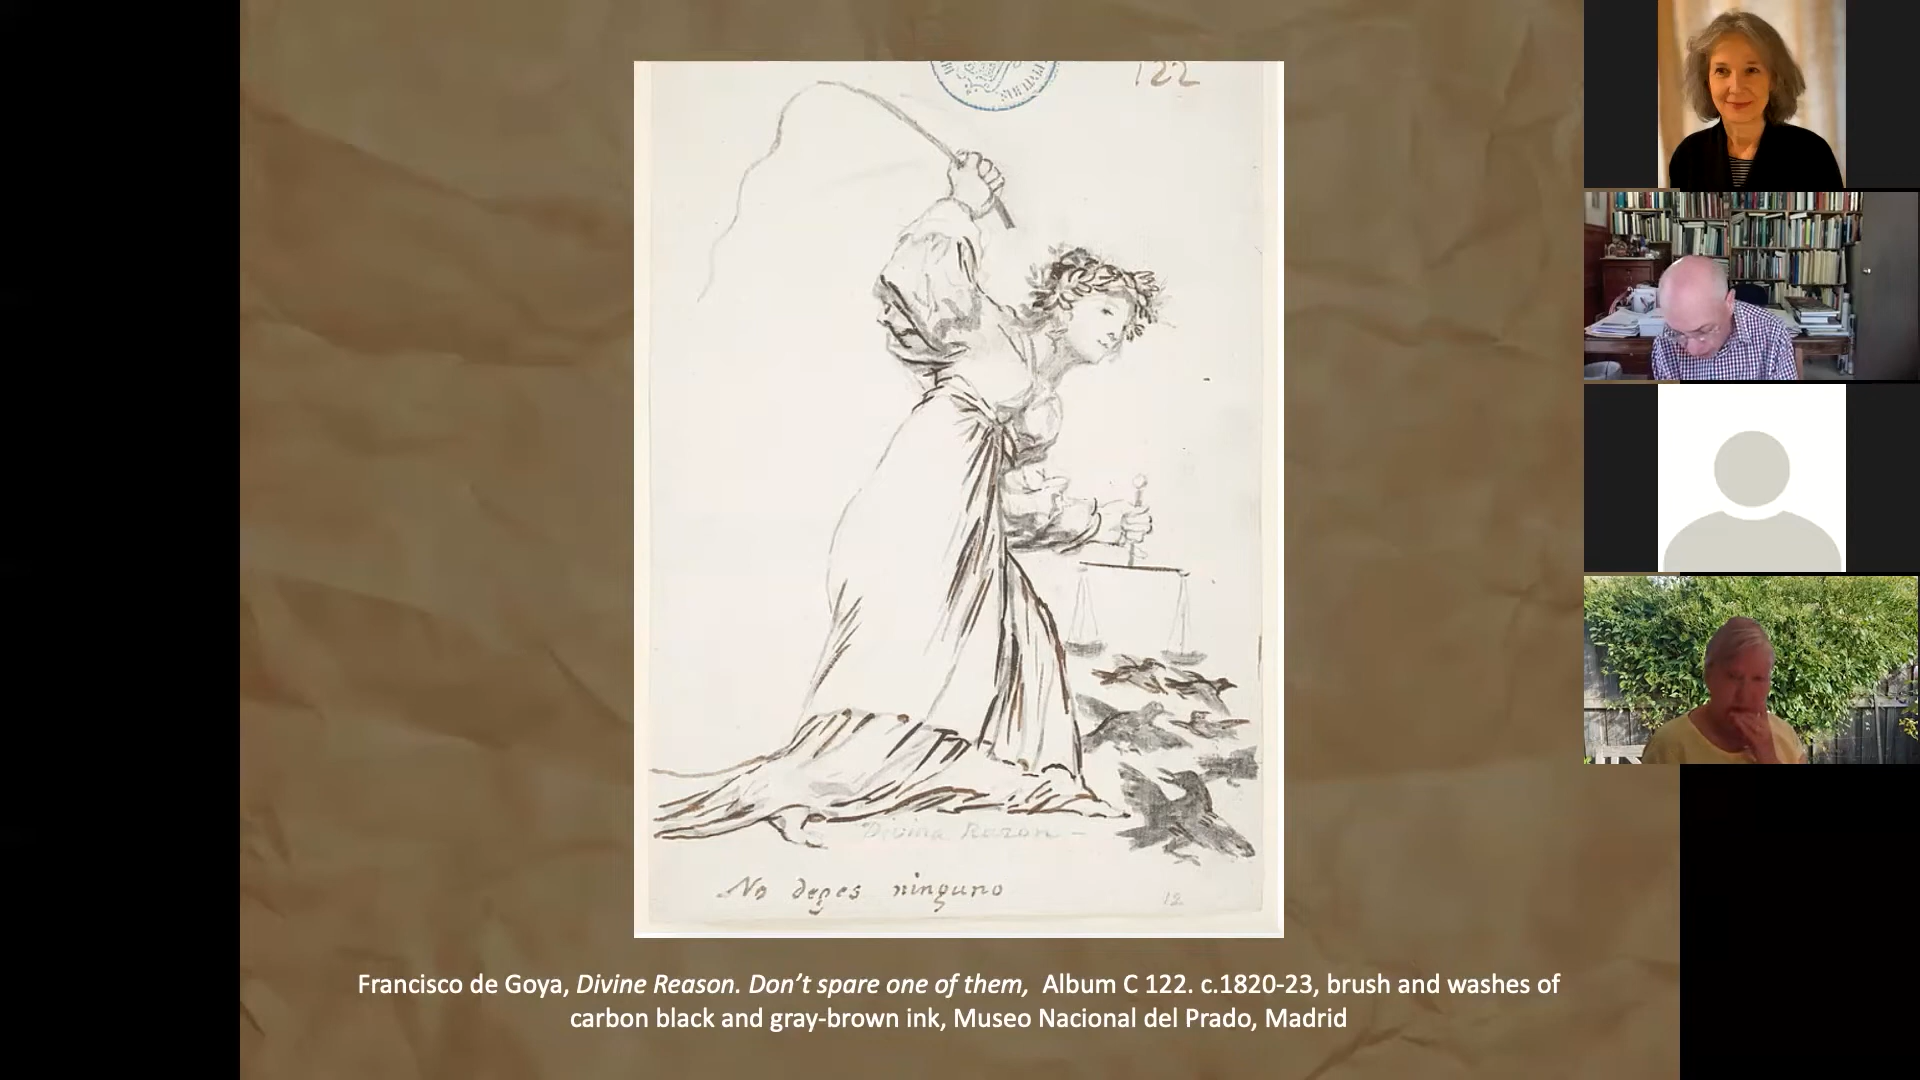 122
Divina Razon –
No deges ninguno
12
Francisco de Goya, Divine Reason. Don’t spare one of them, Album C 122. c.1820-23, brush and washes of
carbon black and gray-brown ink, Museo Nacional del Prado, Madrid